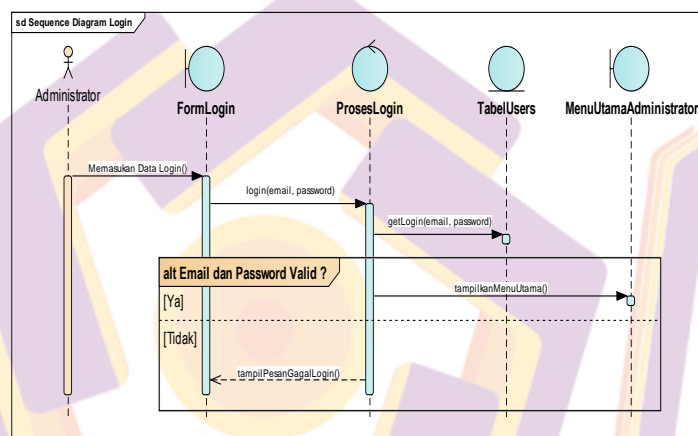 sd Sequence Diagram Login
Administrator
FormLogin
ProsesLogin
TabelUsers
MenuUtamaAdministrator
Memasukan Data Login()
login(email, password)
getLogin(email, password)
alt Email dan Password Valid ?
[Ya]
tampilkanMenuUtama()
[Tidak]
tampilPesanGagalLogin()